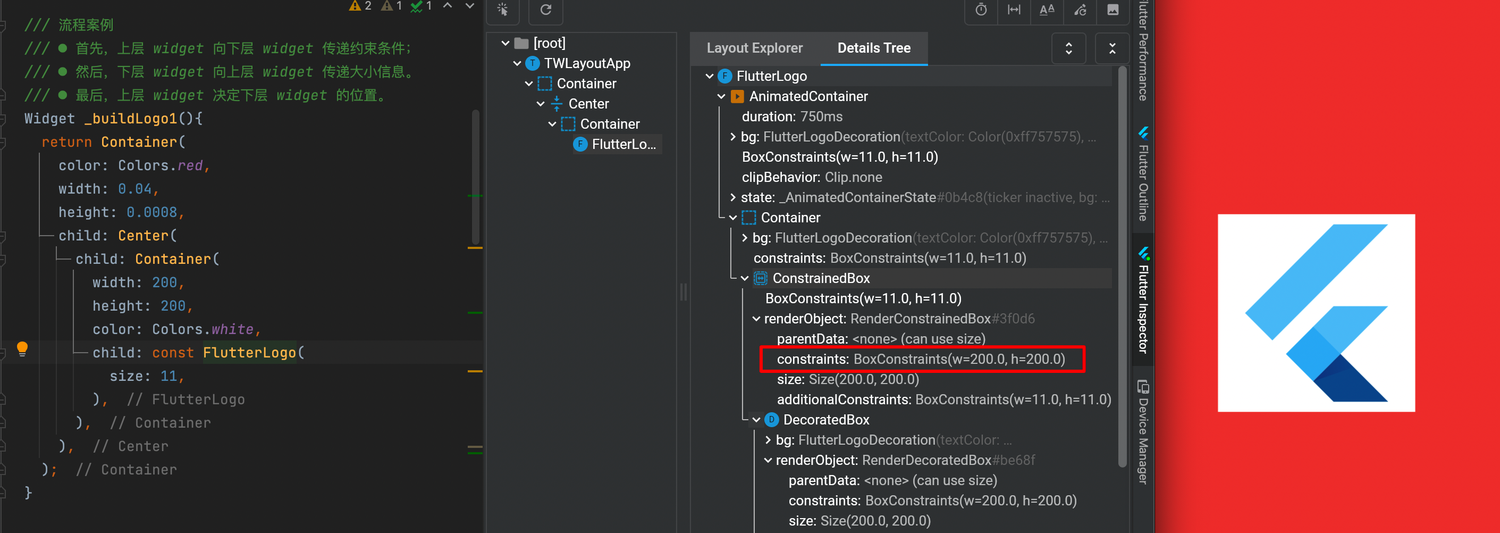 2 1 1
/// 流程案例
/// ● 首先，上层 widget 向下层 widget 传递约束条件；
/// ● 然后，下层 widget 向上层 widget 传递大小信息。
/// ● 最后，上层 widget 决定下层 widget 的位置。
Widget _buildLogo1(){
return Container(
color: Colors.red,
width: 0.04,
height: 0.0008,
child: Center(
child: Container(
width: 200,
height: 200,
color: Colors.white,
child: const FlutterLogo(
size: 11,
), // FlutterLogo
), // Container
), // Center
); // Container
}
[root]
TWLayoutApp
Container
Center
Container
FlutterLo...
Layout Explorer
Details Tree
FlutterLogo
AnimatedContainer
duration: 750ms
bg: FlutterLogoDecoration(textColor: Color(0xff757575), ...
BoxConstraints(w=11.0, h=11.0)
clipBehavior: Clip.none
state: _AnimatedContainerState#0b4c8(ticker inactive, bg: ...
Container
bg: FlutterLogoDecoration(textColor: Color(0xff757575), ...
constraints: BoxConstraints(w=11.0, h=11.0)
ConstrainedBox
BoxConstraints(w=11.0, h=11.0)
renderObject: RenderConstrainedBox#3f0d6
parentData: <none> (can use size)
constraints: BoxConstraints(w=200.0, h=200.0)
size: Size(200.0, 200.0)
additionalConstraints: BoxConstraints(w=11.0, h=11.0)
DecoratedBox
bg: FlutterLogoDecoration(textColor: ...
renderObject: RenderDecoratedBox#be68f
parentData: <none> (can use size)
constraints: BoxConstraints(w=200.0, h=200.0)
size: Size(200.0, 200.0)
Flutter Performance
Flutter Outline
Flutter Inspector
Device Manager